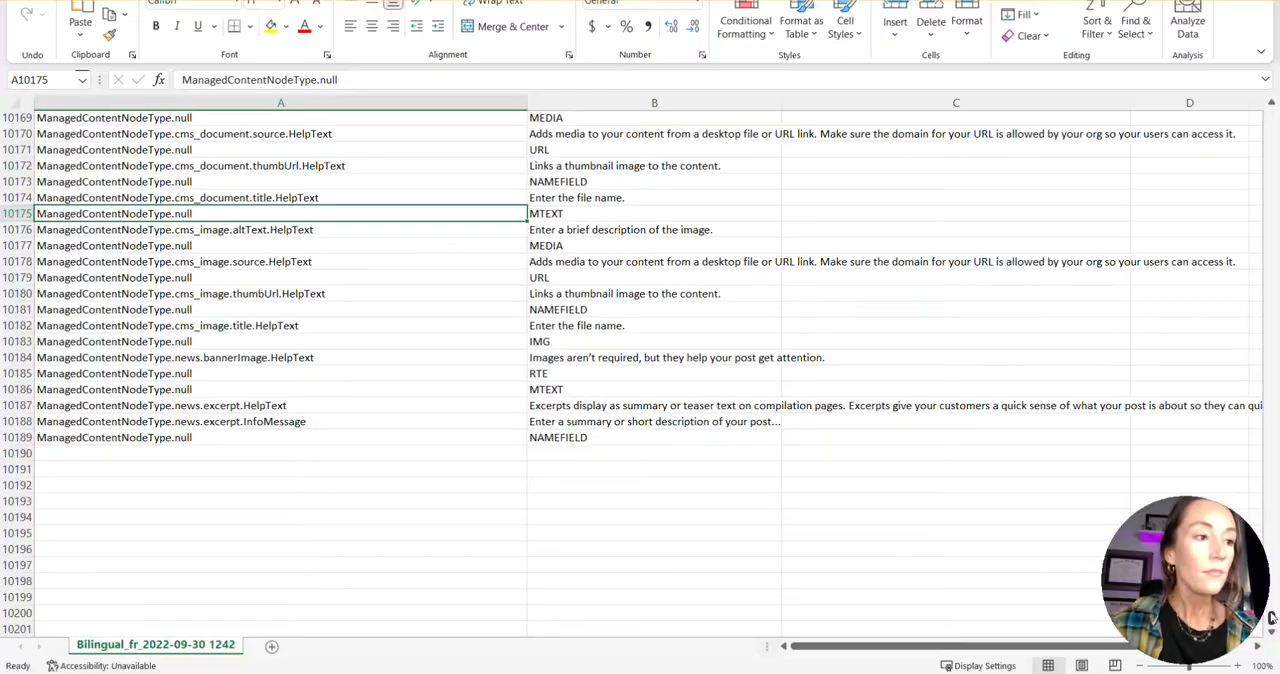 Calibri
11
Wrap Text
General
Paste
B I U
Merge & Center
$ % ,
Conditional Formatting
Format as Table
Cell Styles
Insert
Delete
Format
Fill
Clear
Sort & Filter
Find & Select
Analyze Data
Undo
Clipboard
Font
Alignment
Number
Styles
Cells
Editing
Analysis
A10175 fx ManagedContentNodeType.null
A B C D
10169 ManagedContentNodeType.null MEDIA
10170 ManagedContentNodeType.cms_document.source.HelpText Adds media to your content from a desktop file or URL link. Make sure the domain for your URL is allowed by your org so your users can access it.
10171 ManagedContentNodeType.null URL
10172 ManagedContentNodeType.cms_document.thumbUrl.HelpText Links a thumbnail image to the content.
10173 ManagedContentNodeType.null NAMEFIELD
10174 ManagedContentNodeType.cms_document.title.HelpText Enter the file name.
10175 ManagedContentNodeType.null MTEXT
10176 ManagedContentNodeType.cms_image.altText.HelpText Enter a brief description of the image.
10177 ManagedContentNodeType.null MEDIA
10178 ManagedContentNodeType.cms_image.source.HelpText Adds media to your content from a desktop file or URL link. Make sure the domain for your URL is allowed by your org so your users can access it.
10179 ManagedContentNodeType.null URL
10180 ManagedContentNodeType.cms_image.thumbUrl.HelpText Links a thumbnail image to the content.
10181 ManagedContentNodeType.null NAMEFIELD
10182 ManagedContentNodeType.cms_image.title.HelpText Enter the file name.
10183 ManagedContentNodeType.null IMG
10184 ManagedContentNodeType.news.bannerImage.HelpText Images aren’t required, but they help your post get attention.
10185 ManagedContentNodeType.null RTE
10186 ManagedContentNodeType.null MTEXT
10187 ManagedContentNodeType.news.excerpt.HelpText Excerpts display as summary or teaser text on compilation pages. Excerpts give your customers a quick sense of what your post is about so they can qui
10188 ManagedContentNodeType.news.excerpt.InfoMessage Enter a summary or short description of your post...
10189 ManagedContentNodeType.null NAMEFIELD
10190
10191
10192
10193
10194
10195
10196
10197
10198
10199
10200
10201
Bilingual_fr_2022-09-30 1242
Ready Accessibility: Unavailable Display Settings 100%